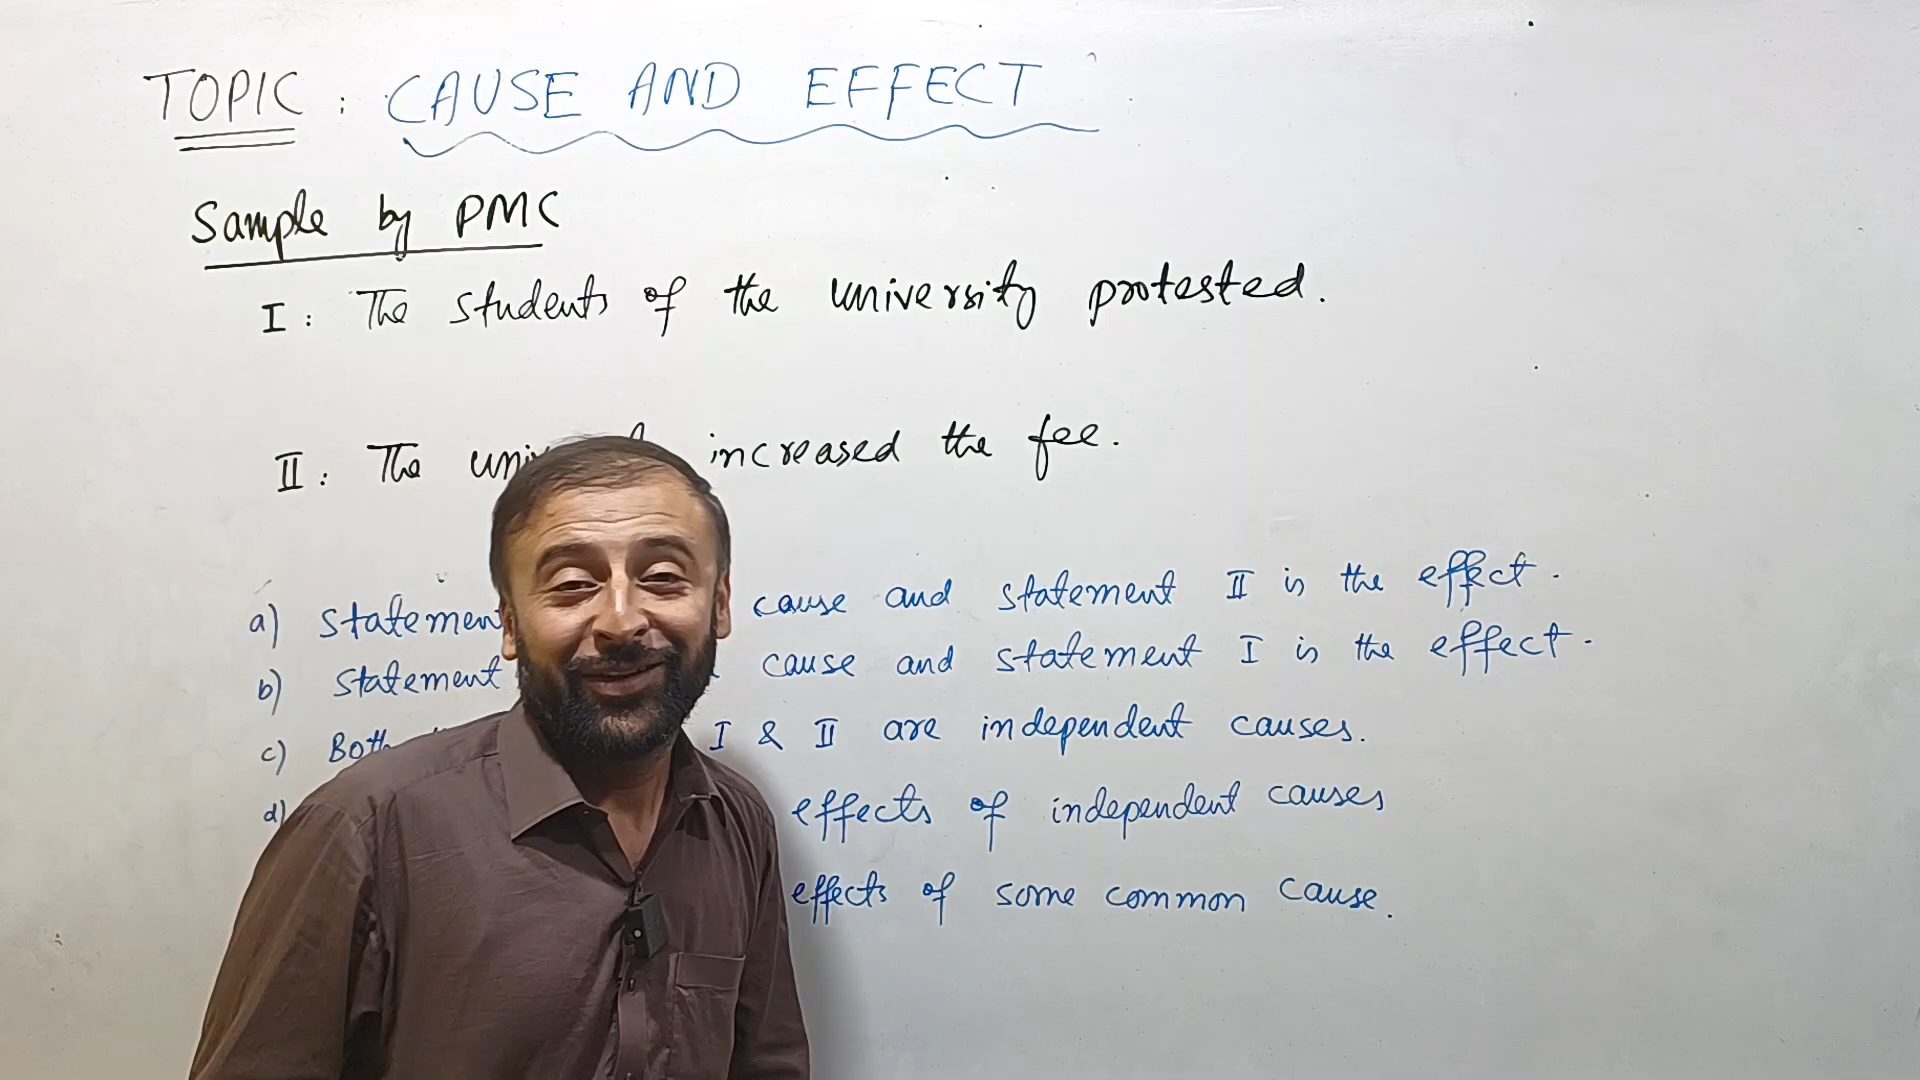 TOPIC : CAUSE AND EFFECT
Sample by PMC
I : The students of the university protested.
II : The increased the fee.
a) statement cause and statement II is the effect.
b) statement cause and statement I is the effect.
c) Both I & II are independent causes.
d) effects of independent causes
effects of some common cause.